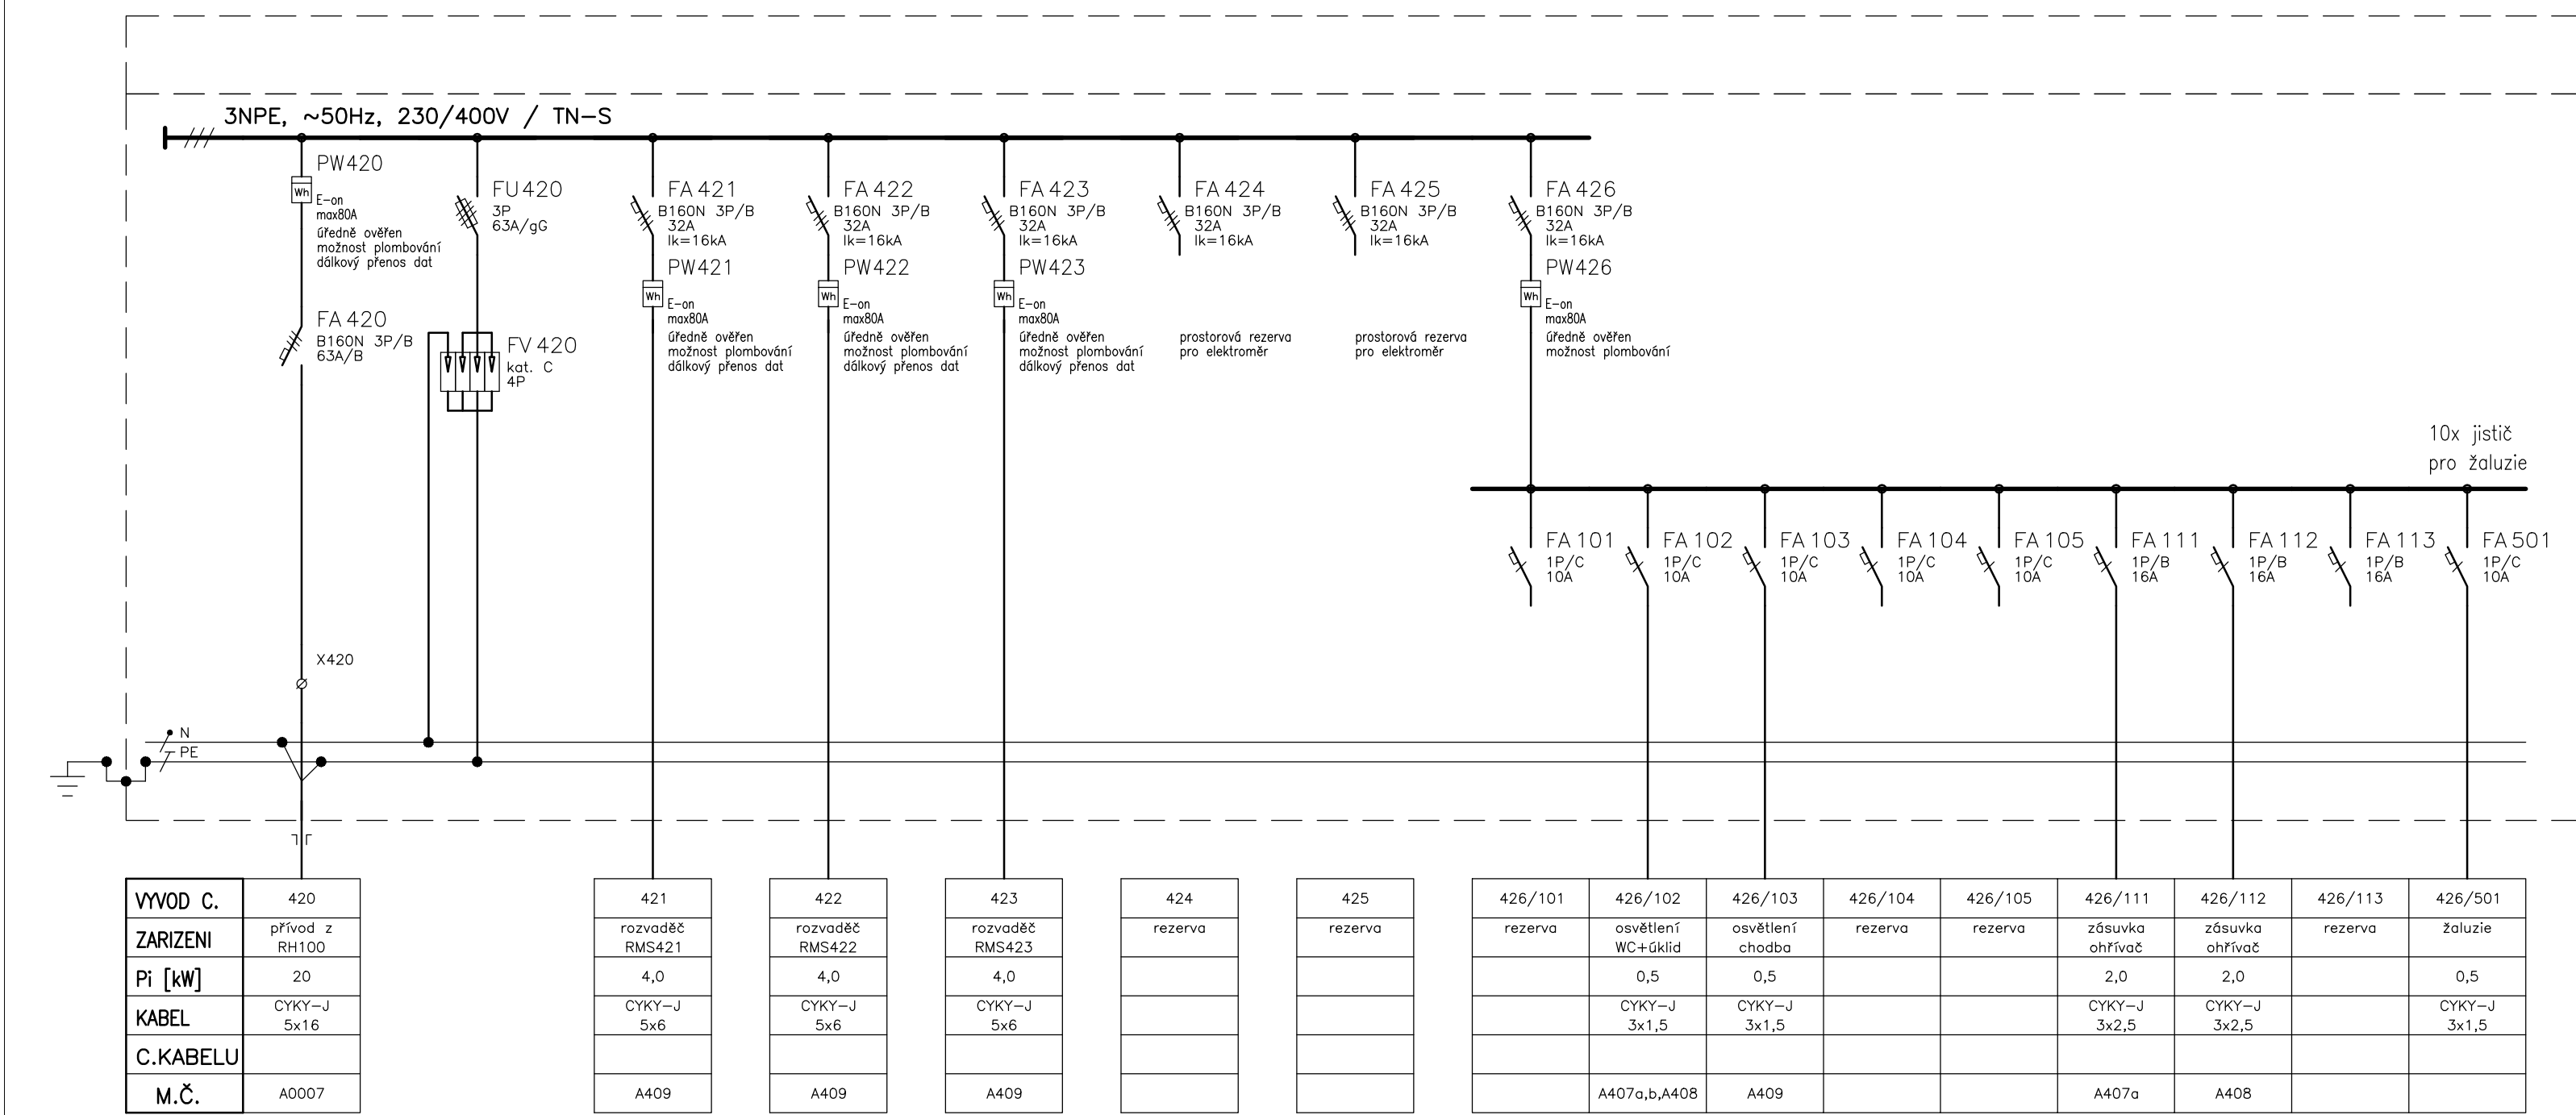 3NPE, ~50Hz, 230/400V / TN-S
PW420
Wh
E-on
max80A
úředně ověřen
možnost plombování
dálkový přenos dat
FA 420
B160N 3P/B
63A/B
X420
FU 420
3P
63A/gG
FV 420
kat. C
4P
FA 421
B160N 3P/B
32A
Ik=16kA
PW421
Wh
E-on
max80A
úředně ověřen
možnost plombování
dálkový přenos dat
FA 422
B160N 3P/B
32A
Ik=16kA
PW422
Wh
E-on
max80A
úředně ověřen
možnost plombování
dálkový přenos dat
FA 423
B160N 3P/B
32A
Ik=16kA
PW423
Wh
E-on
max80A
úředně ověřen
možnost plombování
dálkový přenos dat
FA 424
B160N 3P/B
32A
Ik=16kA
prostorová rezerva
pro elektroměr
FA 425
B160N 3P/B
32A
Ik=16kA
prostorová rezerva
pro elektroměr
FA 426
B160N 3P/B
32A
Ik=16kA
PW426
Wh
E-on
max80A
úředně ověřen
možnost plombování
10x jistič
pro žaluzie
FA 101
1P/C
10A
FA 102
1P/C
10A
FA 103
1P/C
10A
FA 104
1P/C
10A
FA 105
1P/C
10A
FA 111
1P/B
16A
FA 112
1P/B
16A
FA 113
1P/B
16A
FA 501
1P/C
10A
N
PE
VYVOD C. 420 421 422 423 424 425 426/101 426/102 426/103 426/104 426/105 426/111 426/112 426/113 426/501
ZARIZENI přívod z rozvaděč rozvaděč rozvaděč rezerva rezerva rezerva osvětlení osvětlení rezerva rezerva zásuvka zásuvka rezerva žaluzie
RH100 RMS421 RMS422 RMS423 WC+úklid chodba ohřívač ohřívač
Pi [kW] 20 4,0 4,0 4,0 0,5 0,5 2,0 2,0 0,5
KABEL CYKY-J CYKY-J CYKY-J CYKY-J CYKY-J CYKY-J CYKY-J CYKY-J CYKY-J
5x16 5x6 5x6 5x6 3x1,5 3x1,5 3x2,5 3x2,5 3x1,5
C.KABELU
M.Č. A0007 A409 A409 A409 A407a,b,A408 A409 A407a A408